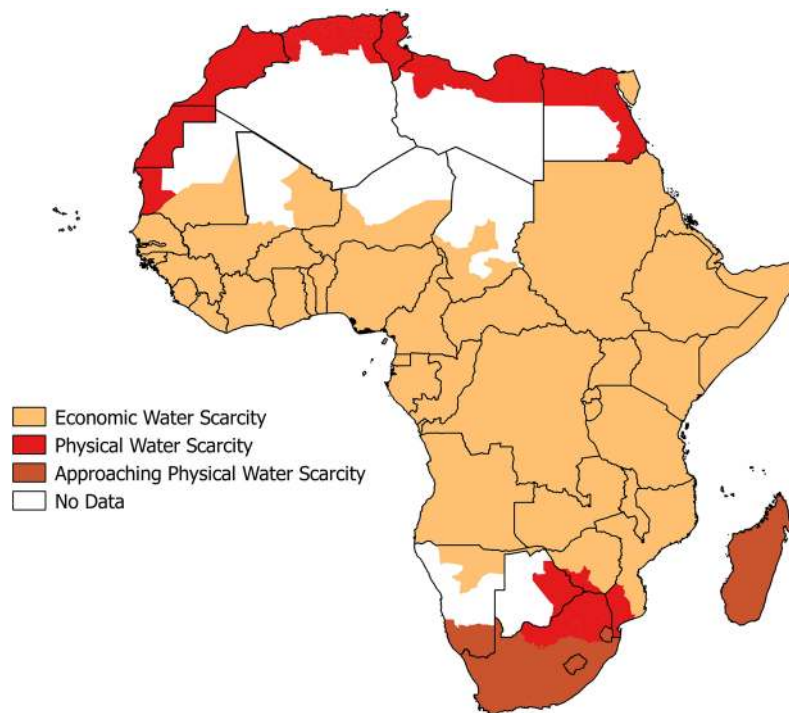 Economic Water Scarcity
Physical Water Scarcity
Approaching Physical Water Scarcity
No Data